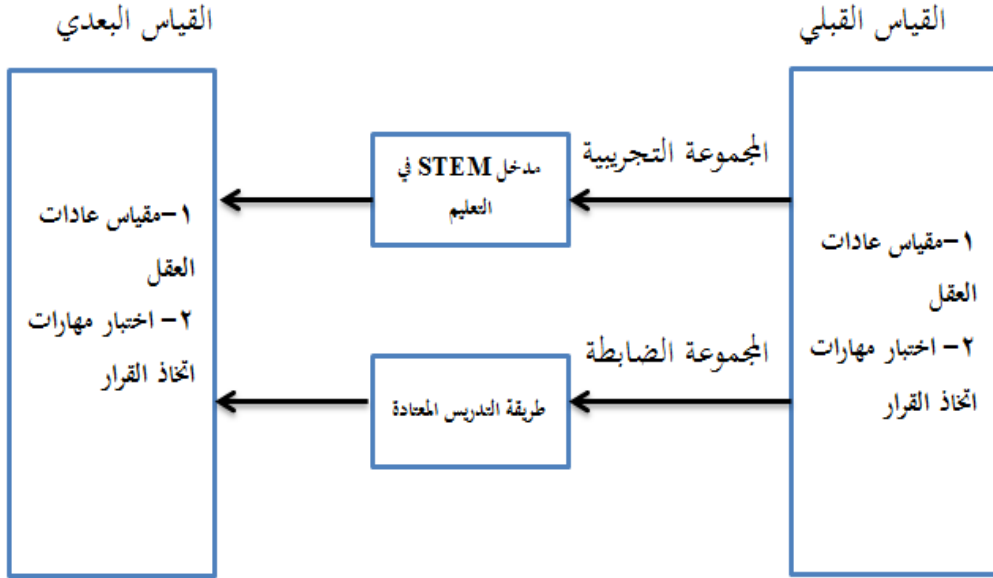 القياس القبلي
القياس البعدي
١-مقياس عادات
العقل
٢- اختبار مهارات
اتخاذ القرار
المجموعة التجريبية
مدخل STEM في
التعليم
المجموعة الضابطة
طريقة التدريس المعتادة
١-مقياس عادات
العقل
٢- اختبار مهارات
اتخاذ القرار